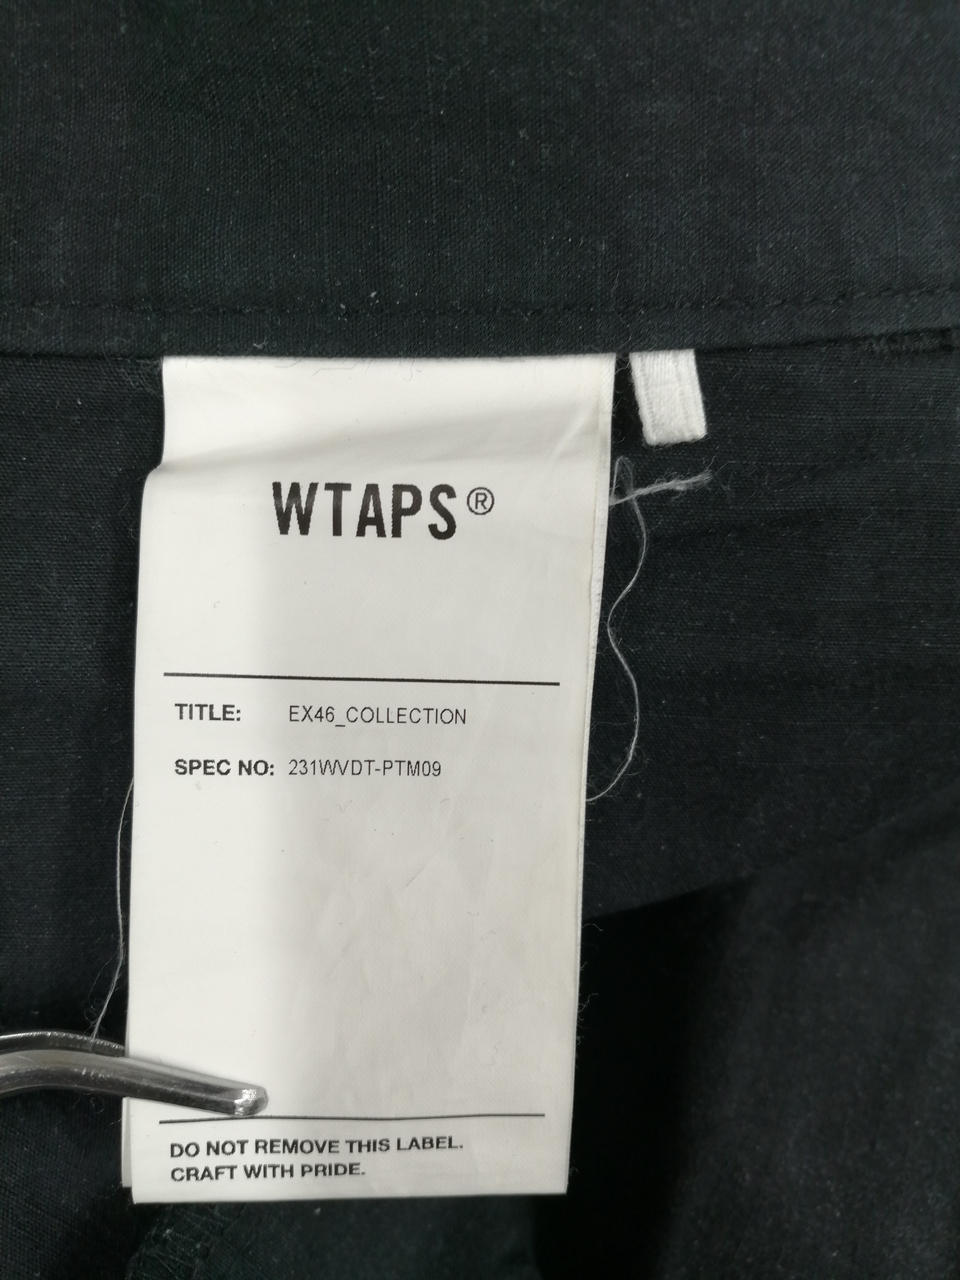 WTAPS®
TITLE: EX46_COLLECTION
SPEC NO: 231WVDT-PTM09
DO NOT REMOVE THIS LABEL.
CRAFT WITH PRIDE.